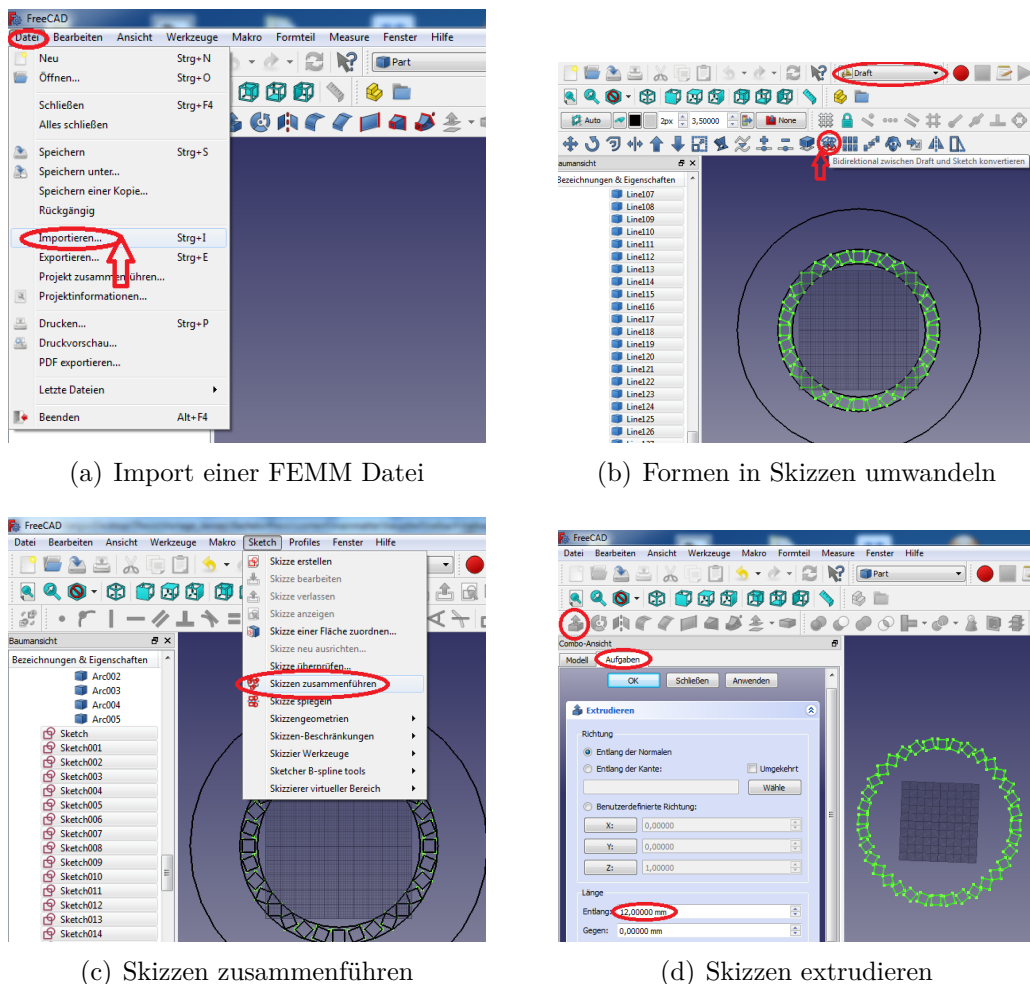 FreeCAD
Datei Bearbeiten Ansicht Werkzeuge Makro Formteil Measure Fenster Hilfe
Neu Strg+N
Öffnen... Strg+O
Schließen Strg+F4
Alles schließen
Speichern Strg+S
Speichern unter...
Speichern einer Kopie...
Rückgängig
Importieren... Strg+I
Exportieren... Strg+E
Projekt zusammenführen...
Projektinformationen...
Drucken... Strg+P
Druckvorschau...
PDF exportieren...
Letzte Dateien
Beenden Alt+F4
Part
(a) Import einer FEMM Datei
Draft
Auto 2px 3,50000 None
Bidirektional zwischen Draft und Sketch konvertieren
aumansicht
Bezeichnungen & Eigenschaften
Line107
Line108
Line109
Line110
Line111
Line112
Line113
Line114
Line115
Line116
Line117
Line118
Line119
Line120
Line121
Line122
Line123
Line124
Line125
Line126
(b) Formen in Skizzen umwandeln
FreeCAD
Datei Bearbeiten Ansicht Werkzeuge Makro Sketch Profiles Fenster Hilfe
Skizze erstellen
Skizze bearbeiten
Skizze verlassen
Skizze anzeigen
Skizze einer Fläche zuordnen...
Skizze neu ausrichten...
Skizze überprüfen...
Skizzen zusammenführen
Skizze spiegeln
Skizzengeometrien
Skizzen-Beschränkungen
Skizzier Werkzeuge
Sketcher B-spline tools
Skizzierer virtueller Bereich
Baumansicht
Bezeichnungen & Eigenschaften
Arc002
Arc003
Arc004
Arc005
Sketch
Sketch001
Sketch002
Sketch003
Sketch004
Sketch005
Sketch006
Sketch007
Sketch008
Sketch009
Sketch010
Sketch011
Sketch012
Sketch013
Sketch014
(c) Skizzen zusammenführen
FreeCAD
Datei Bearbeiten Ansicht Werkzeuge Makro Formteil Measure Fenster Hilfe
Part
Combo-Ansicht
Modell Aufgaben
OK Schließen Anwenden
Extrudieren
Richtung
Entlang der Normalen
Entlang der Kante: Umgekehrt
Wähle
Benutzerdefinierte Richtung:
X: 0,00000
Y: 0,00000
Z: 1,00000
Länge
Entlang: 12,00000 mm
Gegen: 0,00000 mm
(d) Skizzen extrudieren